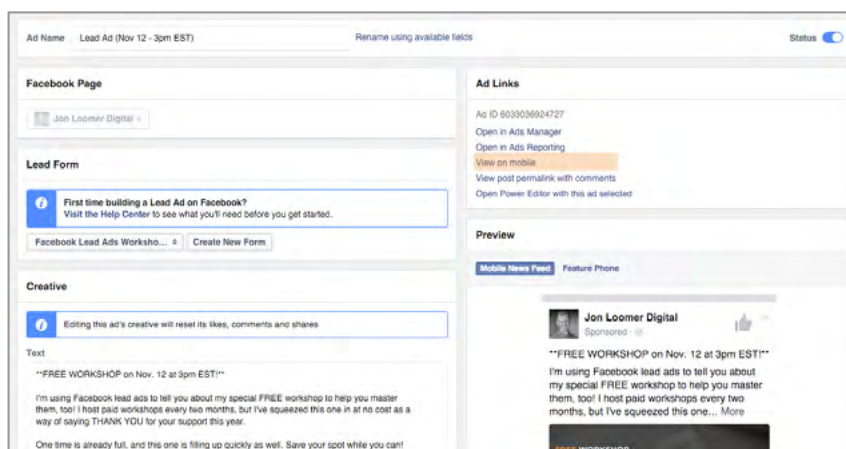 Ad Name Lead Ad (Nov 12 - 3pm EST) Rename using available fields Status
Facebook Page
Jon Loomer Digital
Lead Form
First time building a Lead Ad on Facebook?
Visit the Help Center to see what you'll need before you get started.
Facebook Lead Ads Worksho... Create New Form
Creative
Editing this ad's creative will reset its likes, comments and shares
Text
**FREE WORKSHOP on Nov. 12 at 3pm EST!**
I'm using Facebook lead ads to tell you about my special FREE workshop to help you master
them, too! I host paid workshops every two months, but I've squeezed this one in at no cost as a
way of saying THANK YOU for your support this year.
One time is already full, and this one is filling up quickly as well. Save your spot while you can!
Ad Links
Ad ID 6033036924727
Open in Ads Manager
Open in Ads Reporting
View on mobile
View post permalink with comments
Open Power Editor with this ad selected
Preview
Mobile News Feed Feature Phone
Jon Loomer Digital
Sponsored ·
**FREE WORKSHOP on Nov. 12 at 3pm EST!**
I'm using Facebook lead ads to tell you about
my special FREE workshop to help you master
them, too! I host paid workshops every two
months, but I've squeezed this one... More
FREE WORKSHOP